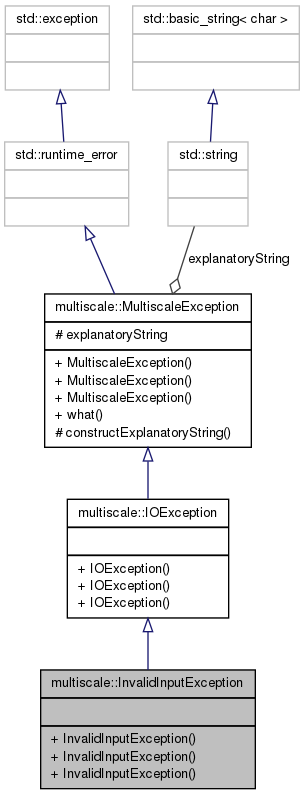 std::exception
std::basic_string< char >
std::runtime_error
std::string
explanatoryString
multiscale::MultiscaleException
# explanatoryString
+ MultiscaleException()
+ MultiscaleException()
+ MultiscaleException()
+ what()
# constructExplanatoryString()
multiscale::IOException
+ IOException()
+ IOException()
+ IOException()
multiscale::InvalidInputException
+ InvalidInputException()
+ InvalidInputException()
+ InvalidInputException()